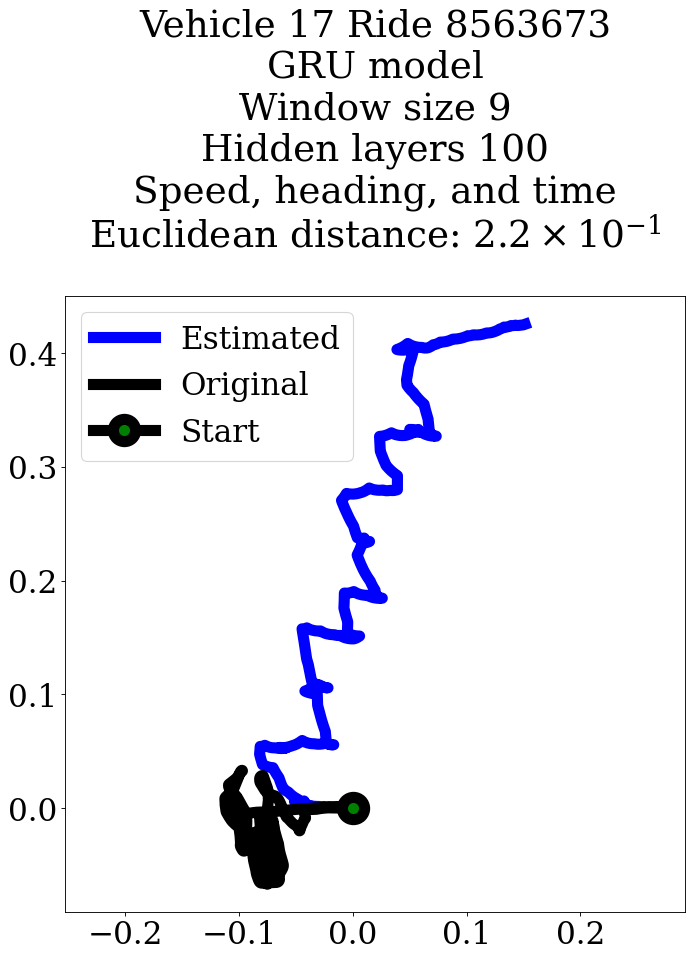 Vehicle 17 Ride 8563673
GRU model
Window size 9
Hidden layers 100
Speed, heading, and time
Euclidean distance: 2.2 × 10⁻¹
Estimated
Original
Start
0.4
0.3
0.2
0.1
0.0
−0.2 −0.1 0.0 0.1 0.2